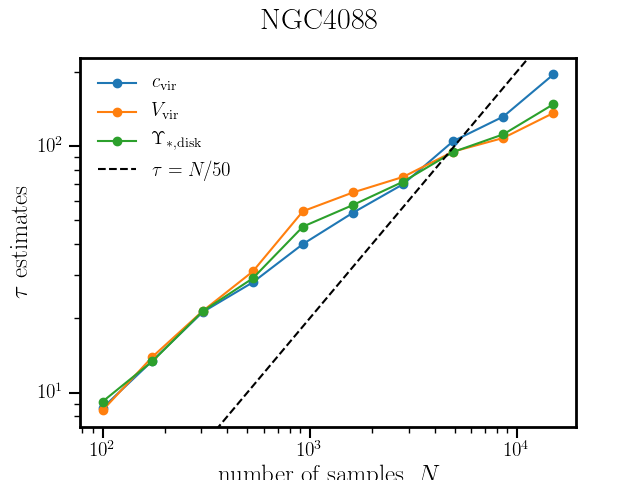 NGC4088
c_vir
V_vir
Υ_{*,disk}
τ = N/50
τ estimates
10^2
10^1
10^2
10^3
10^4
number of samples, N